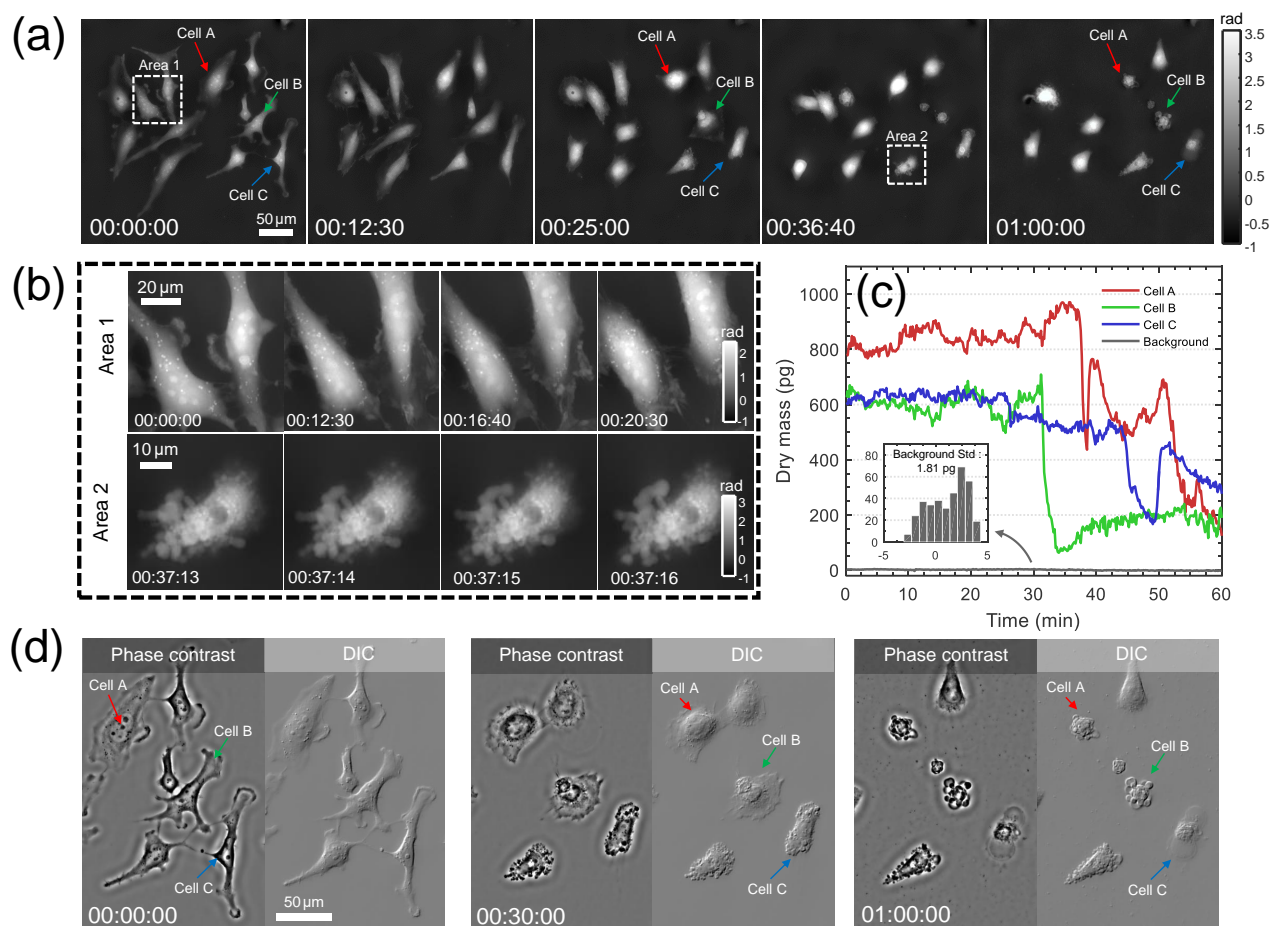 (a)
Cell A
Area 1
Cell B
Cell C
00:00:00
50 μm
00:12:30
Cell A
Cell B
Cell C
00:25:00
Area 2
00:36:40
Cell A
Cell B
Cell C
01:00:00
rad
3.5
3
2.5
2
1.5
1
0.5
0
-0.5
-1
(b)
Area 1
20 μm
00:00:00
00:12:30
00:16:40
00:20:30
rad
2
1
0
-1
Area 2
10 μm
00:37:13
00:37:14
00:37:15
00:37:16
rad
3
2
1
0
-1
(c)
Cell A
Cell B
Cell C
Background
1000
800
600
400
200
0
Dry mass (pg)
Background Std :
1.81 pg
80
60
40
20
0
-5
0
5
0
10
20
30
40
50
60
Time (min)
(d)
Phase contrast
DIC
Cell A
Cell B
Cell C
00:00:00
50 μm
Phase contrast
DIC
Cell A
Cell B
Cell C
00:30:00
Phase contrast
DIC
Cell A
Cell B
Cell C
01:00:00